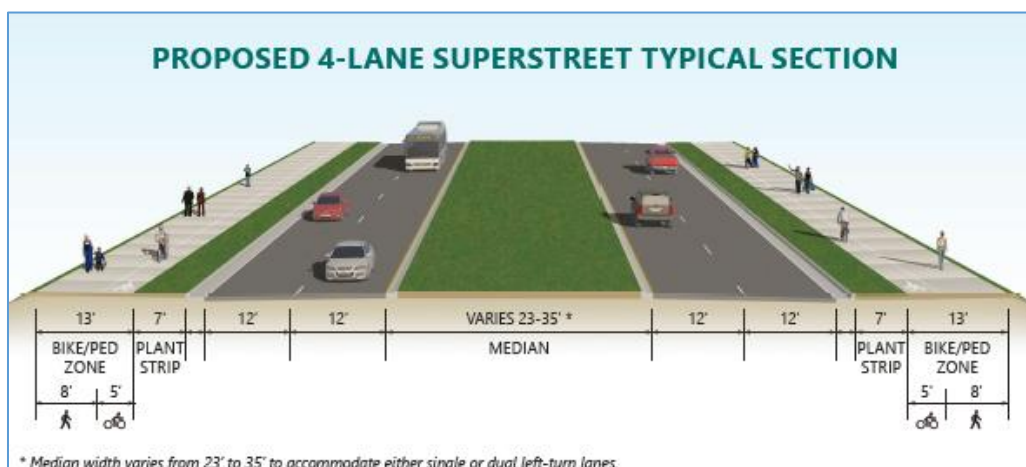 PROPOSED 4-LANE SUPERSTREET TYPICAL SECTION
13' 7' 12' 12' VARIES 23-35' * 12' 12' 7' 13'
BIKE/PED PLANT MEDIAN PLANT BIKE/PED
ZONE STRIP STRIP ZONE
8' 5' 5' 8'
* Median width varies from 23' to 35' to accommodate either single or dual left-turn lanes